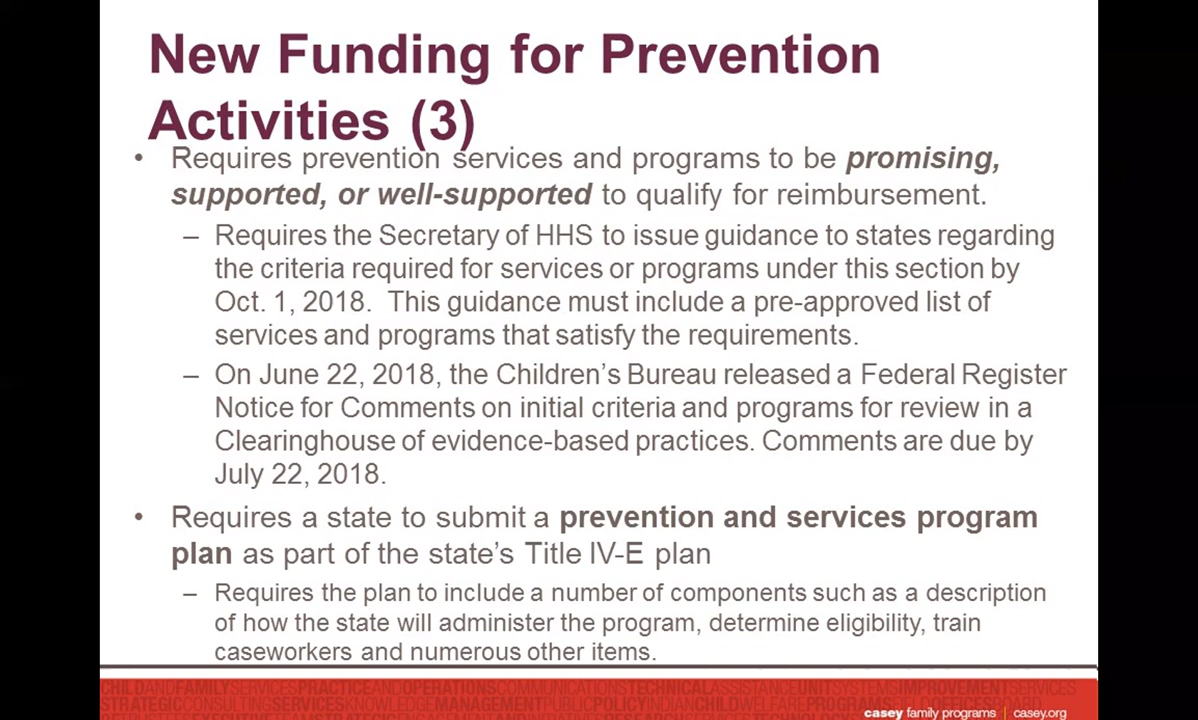 New Funding for Prevention
Activities (3)
• Requires prevention services and programs to be promising,
supported, or well-supported to qualify for reimbursement.
– Requires the Secretary of HHS to issue guidance to states regarding
the criteria required for services or programs under this section by
Oct. 1, 2018.  This guidance must include a pre-approved list of
services and programs that satisfy the requirements.
– On June 22, 2018, the Children’s Bureau released a Federal Register
Notice for Comments on initial criteria and programs for review in a
Clearinghouse of evidence-based practices. Comments are due by
July 22, 2018.
• Requires a state to submit a prevention and services program
plan as part of the state’s Title IV-E plan
– Requires the plan to include a number of components such as a description
of how the state will administer the program, determine eligibility, train
caseworkers and numerous other items.
CHILDANDFAMILYSERVICESPRACTICEANDOPERATIONSCOMMUNICATIONSTECHNICALASSISTANCEUNITSYSTEMSIMPROVEMENTSERVICES
STRATEGICCONSULTINGSERVICESKNOWLEDGEMANAGEMENTPUBLICPOLICYINDIANCHILDWELFAREPROGRAMS
casey family programs | casey.org